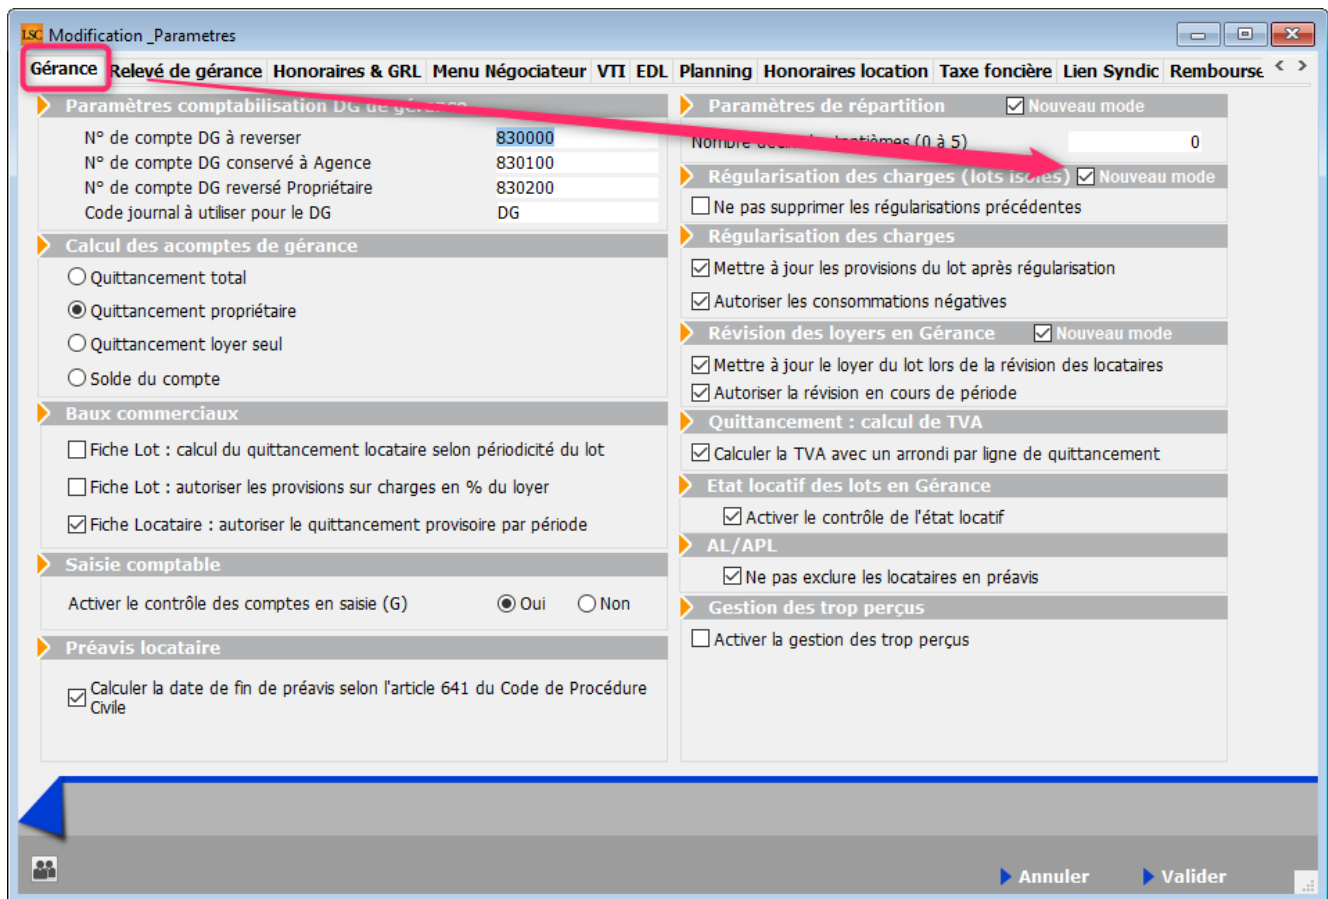 LSC Modification _Parametres
Gérance Relevé de gérance Honoraires & GRL Menu Négociateur VTI EDL Planning Honoraires location Taxe foncière Lien Syndic Rembourse < >
Paramètres comptabilisation DG de gérance
N° de compte DG à reverser 830000
N° de compte DG conservé à Agence 830100
N° de compte DG reversé Propriétaire 830200
Code journal à utiliser pour le DG DG
Calcul des acomptes de gérance
Quittancement total
Quittancement propriétaire
Quittancement loyer seul
Solde du compte
Baux commerciaux
Fiche Lot : calcul du quittancement locataire selon périodicité du lot
Fiche Lot : autoriser les provisions sur charges en % du loyer
Fiche Locataire : autoriser le quittancement provisoire par période
Saisie comptable
Activer le contrôle des comptes en saisie (G) Oui Non
Préavis locataire
Calculer la date de fin de préavis selon l'article 641 du Code de Procédure
Civile
Paramètres de répartition Nouveau mode
Nombre tantièmes (0 à 5) 0
Régularisation des charges (lots isolés) Nouveau mode
Ne pas supprimer les régularisations précédentes
Régularisation des charges
Mettre à jour les provisions du lot après régularisation
Autoriser les consommations négatives
Révision des loyers en Gérance Nouveau mode
Mettre à jour le loyer du lot lors de la révision des locataires
Autoriser la révision en cours de période
Quittancement : calcul de TVA
Calculer la TVA avec un arrondi par ligne de quittancement
Etat locatif des lots en Gérance
Activer le contrôle de l'état locatif
AL/APL
Ne pas exclure les locataires en préavis
Gestion des trop perçus
Activer la gestion des trop perçus
Annuler Valider